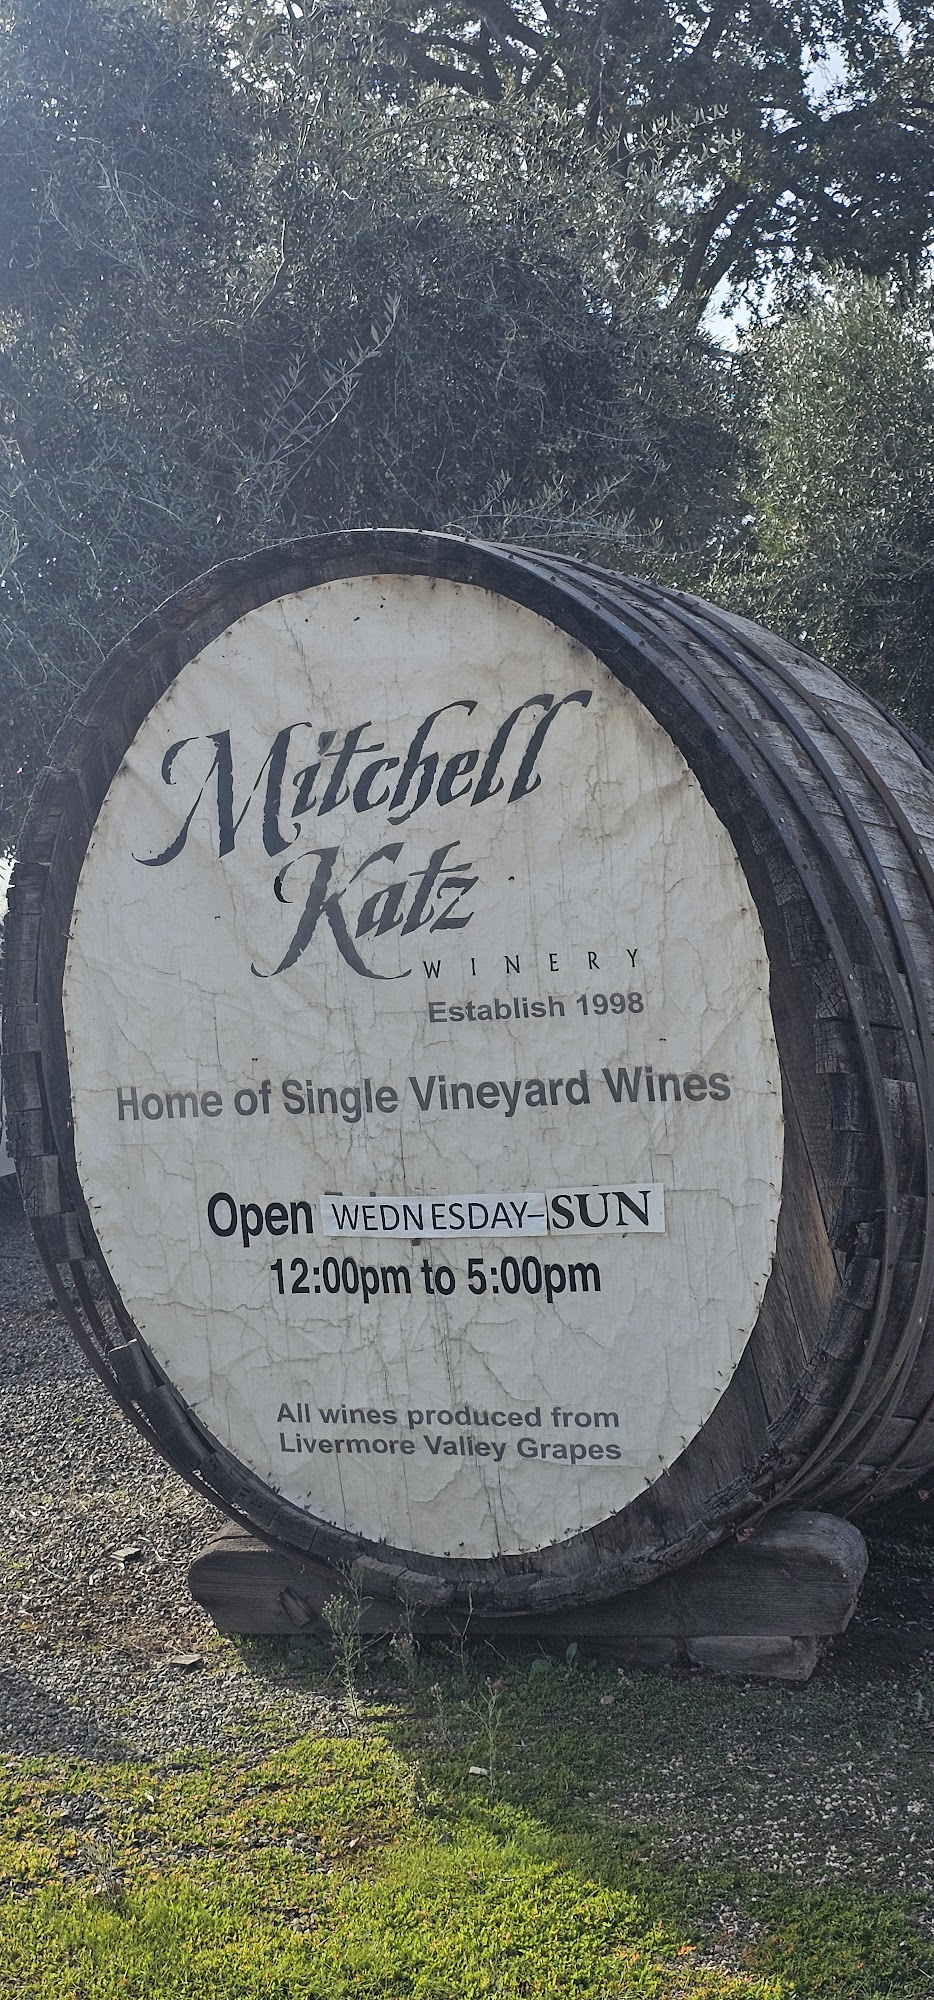 Mitchell
Katz
WINERY
Establish 1998
Home of Single Vineyard Wines
Open WEDNESDAY-SUN
12:00pm to 5:00pm
All wines produced from
Livermore Valley Grapes